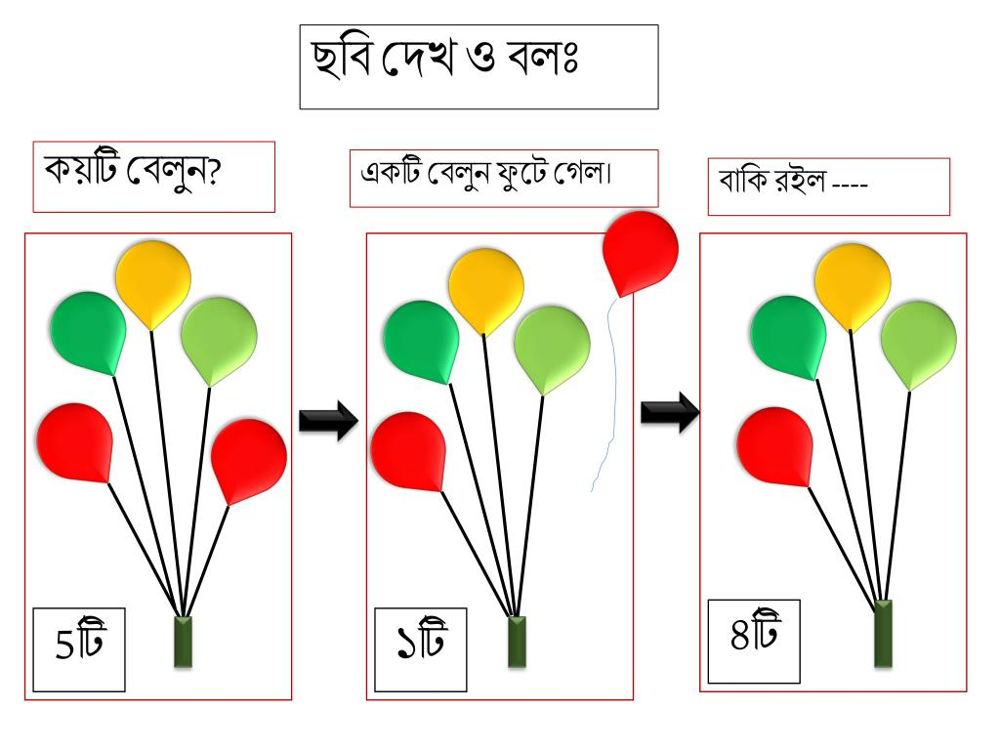 ছবি দেখ ও বলঃ
কয়টি বেলুন?
একটি বেলুন ফুটে গেল।
বাকি রইল ----
5টি
১টি
৪টি